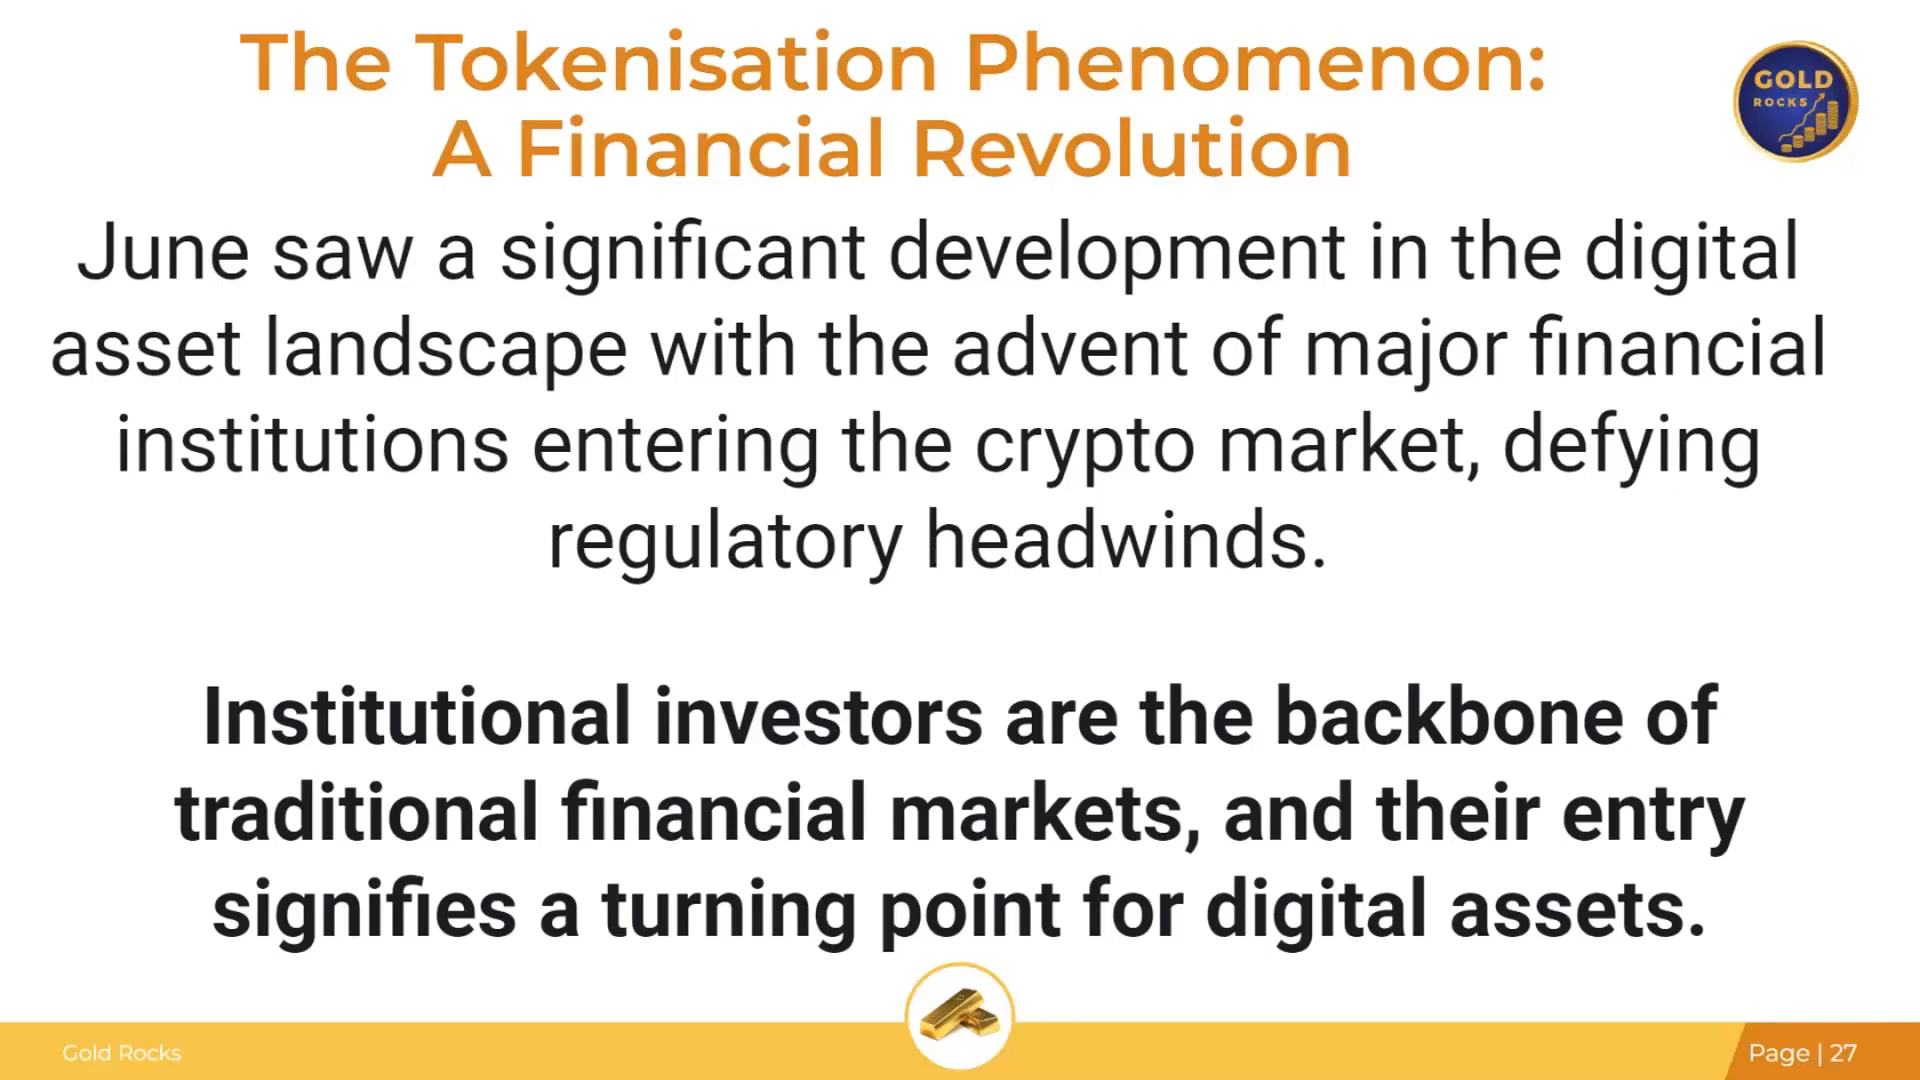 The Tokenisation Phenomenon:
A Financial Revolution
GOLD
ROCKS
June saw a significant development in the digital
asset landscape with the advent of major financial
institutions entering the crypto market, defying
regulatory headwinds.
Institutional investors are the backbone of
traditional financial markets, and their entry
signifies a turning point for digital assets.
Gold Rocks
Page | 27